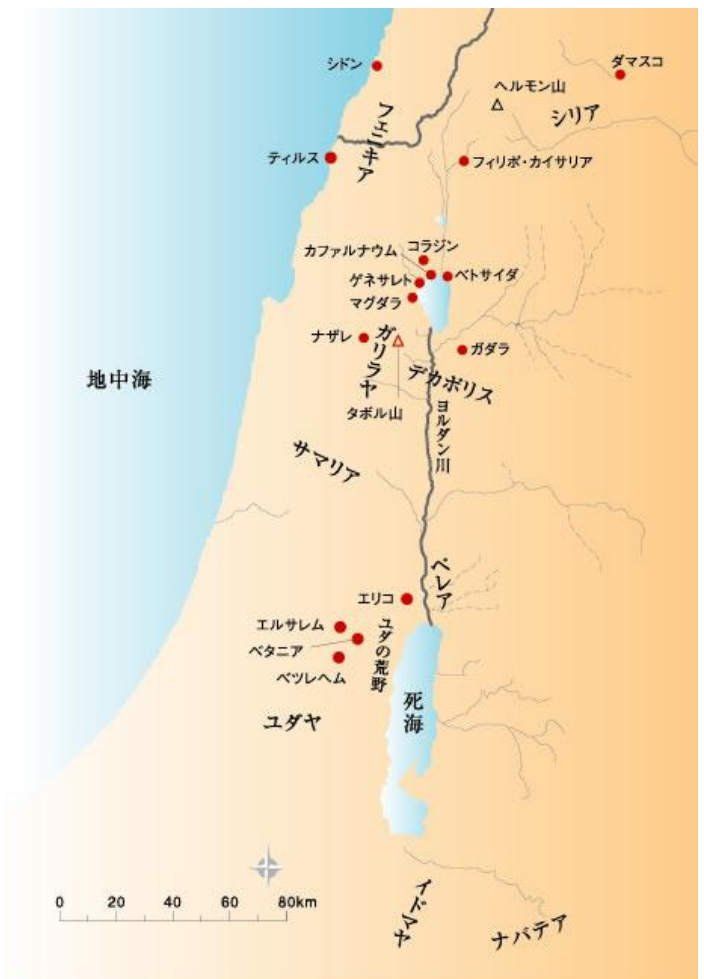 シドン
ダマスコ
ヘルモン山
シリア
フェニキア
ティルス
フィリポ・カイサリア
コラジン
カファルナウム
ベトサイダ
ゲネサレト
マグダラ
ナザレ
ガリラヤ
ガダラ
デカポリス
地中海
タボル山
ヨルダン川
サマリア
ペレア
エリコ
エルサレム
ベタニア
ユダの荒野
ベツレヘム
死海
ユダヤ
イドマヤ
ナバテア
0 20 40 60 80km